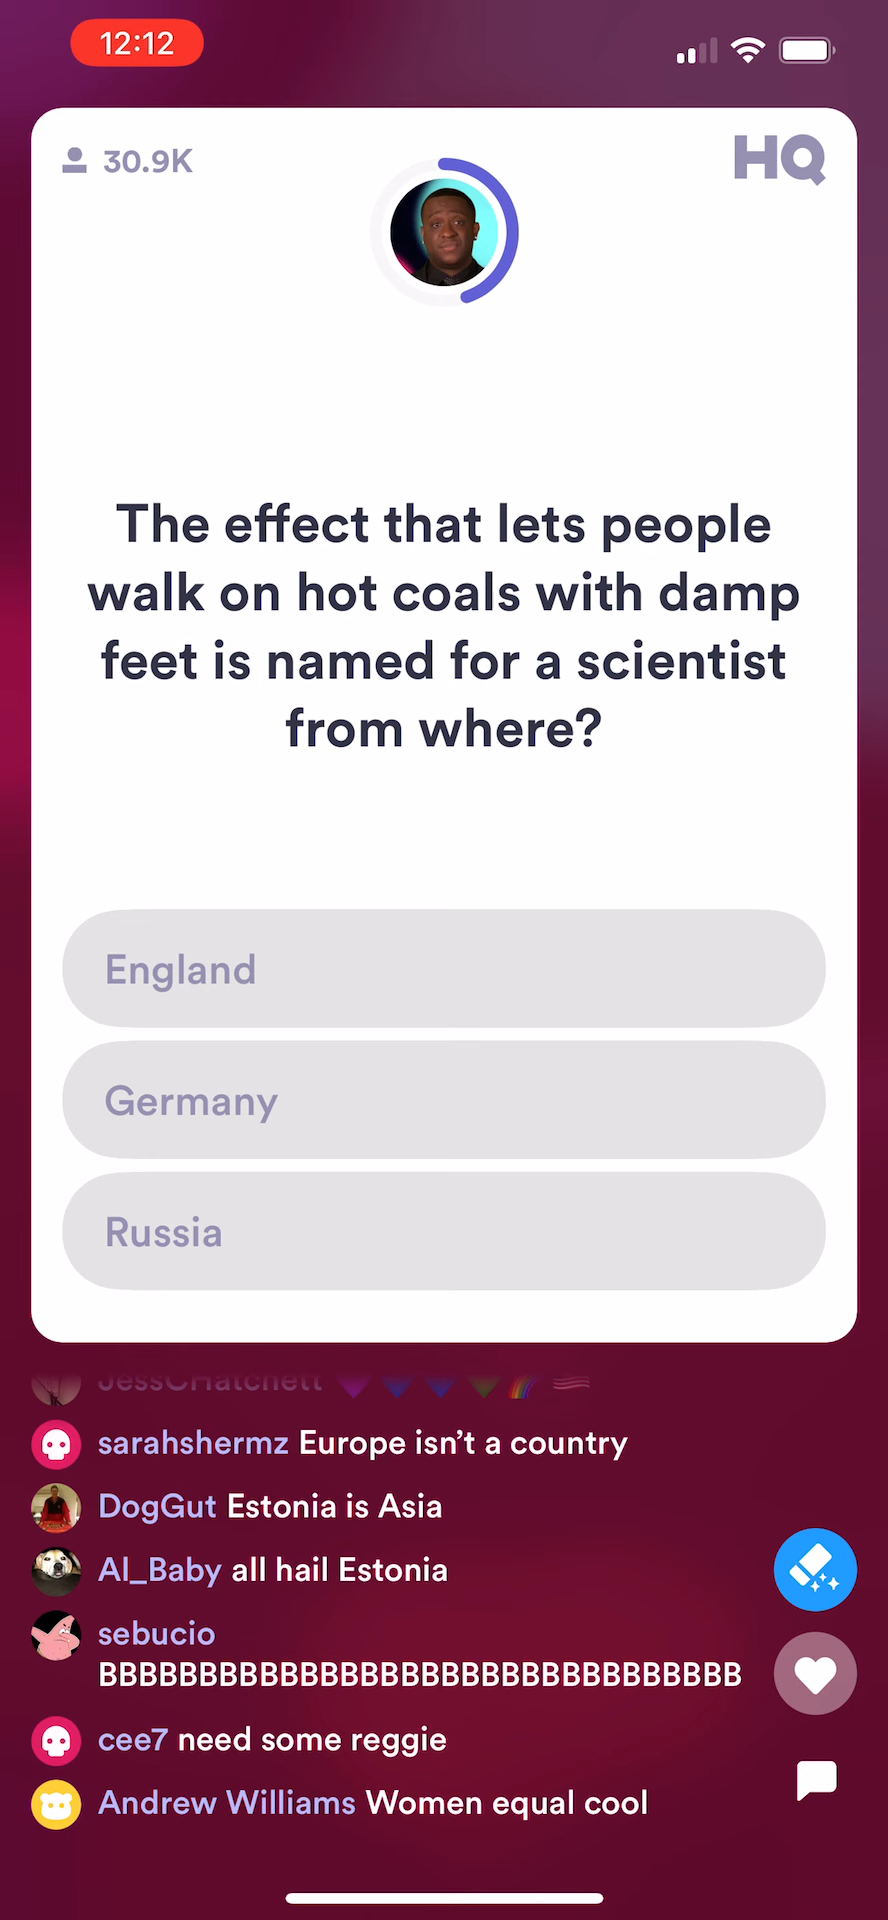 12:12
30.9K
HQ
The effect that lets people
walk on hot coals with damp
feet is named for a scientist
from where?
England
Germany
Russia
JessCHatchett
sarahshermz Europe isn't a country
DogGut Estonia is Asia
Al_Baby all hail Estonia
sebucio
BBBBBBBBBBBBBBBBBBBBBBBBBBBBBBBB
cee7 need some reggie
Andrew Williams Women equal cool